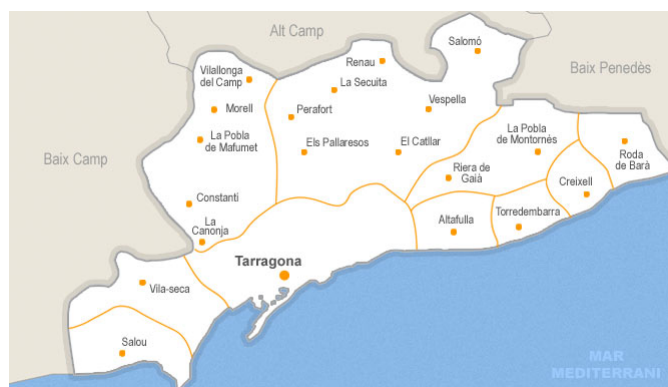 Alt Camp
Salomó
Renau
Baix Penedès
Vilallonga
del Camp
La Secuita
Morell
Vespella
Perafort
La Pobla
de Mafumet
Els Pallaresos
El Catllar
La Pobla
de Montornès
Roda
de Barà
Baix Camp
Riera de
Gaià
Creixell
Constanti
La
Canonja
Altafulla
Torredembarra
Tarragona
Vila-seca
Salou
MAR
MEDITERRANI